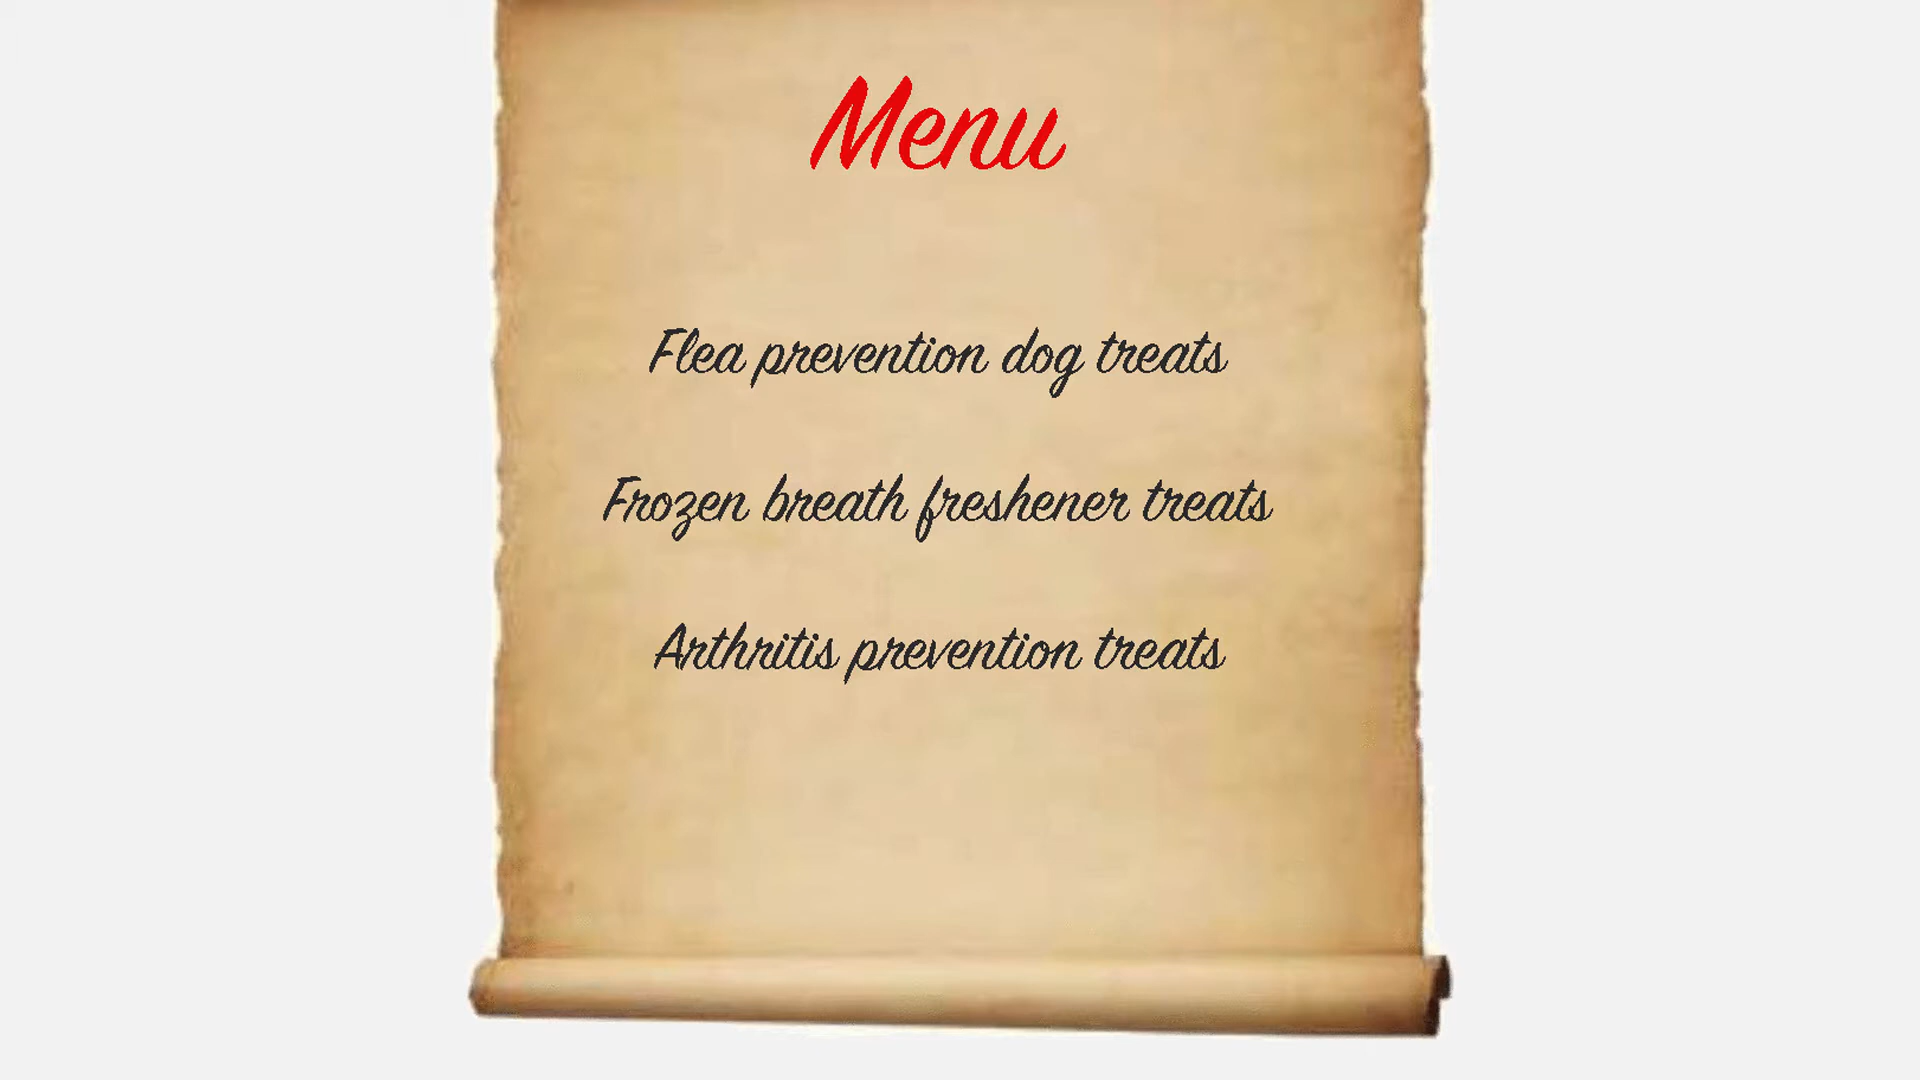 Menu
Flea prevention dog treats
Frozen breath freshener treats
Arthritis prevention treats